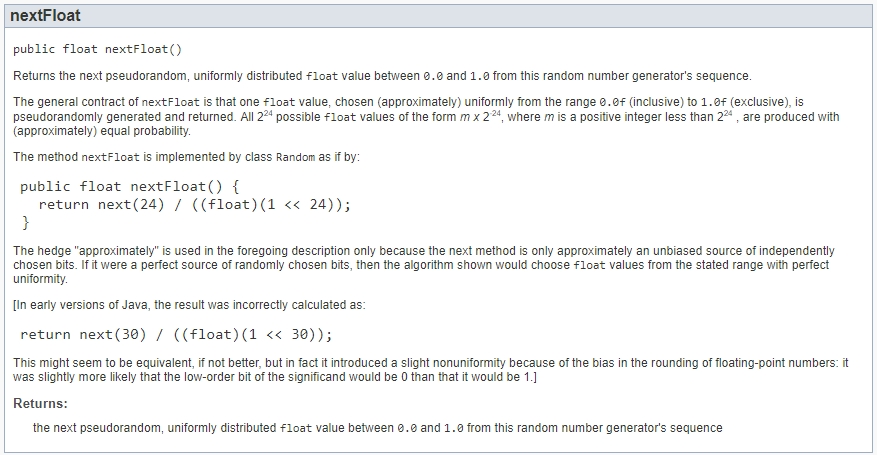 nextFloat
public float nextFloat()
Returns the next pseudorandom, uniformly distributed float value between 0.0 and 1.0 from this random number generator's sequence.
The general contract of nextFloat is that one float value, chosen (approximately) uniformly from the range 0.0f (inclusive) to 1.0f (exclusive), is
pseudorandomly generated and returned. All 2²⁴ possible float values of the form m x 2⁻²⁴, where m is a positive integer less than 2²⁴ , are produced with
(approximately) equal probability.
The method nextFloat is implemented by class Random as if by:
public float nextFloat() {
return next(24) / ((float)(1 << 24));
}
The hedge "approximately" is used in the foregoing description only because the next method is only approximately an unbiased source of independently
chosen bits. If it were a perfect source of randomly chosen bits, then the algorithm shown would choose float values from the stated range with perfect
uniformity.
[In early versions of Java, the result was incorrectly calculated as:
return next(30) / ((float)(1 << 30));
This might seem to be equivalent, if not better, but in fact it introduced a slight nonuniformity because of the bias in the rounding of floating-point numbers: it
was slightly more likely that the low-order bit of the significand would be 0 than that it would be 1.]
Returns:
the next pseudorandom, uniformly distributed float value between 0.0 and 1.0 from this random number generator's sequence